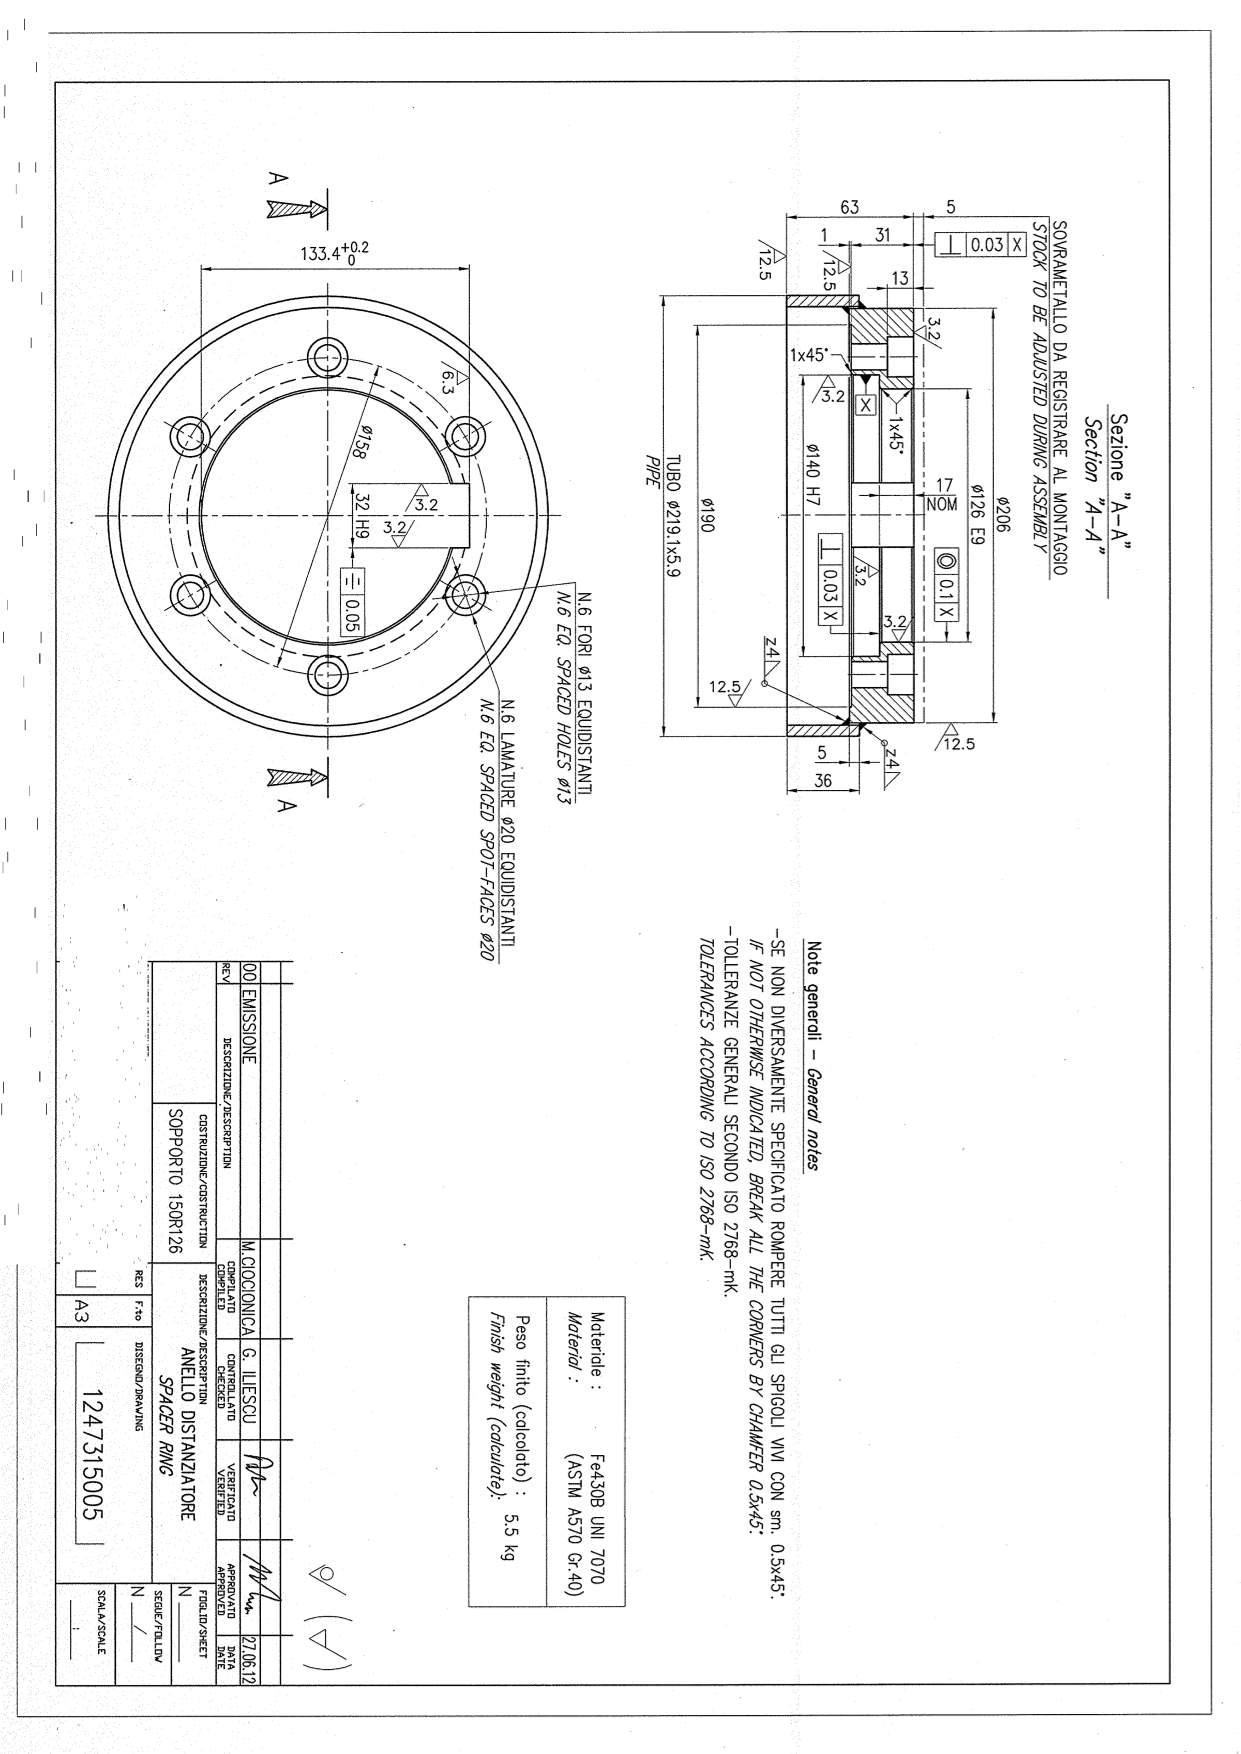 Sezione "A-A"
Section "A-A"
SOVRAMETALLO DA REGISTRARE AL MONTAGGIO
STOCK TO BE ADJUSTED DURING ASSEMBLY
5
63
31
1
13
⊥ 0.03 X
12.5
12.5
3.2
ø206
ø126 E9
17
NOM
1x45°
1x45°
X
3.2
ø140 H7
◎ 0.1 X
⊥ 0.03 X
3.2
3.2
ø190
TUBO ø219.1x5.9
PIPE
z4
z4
12.5
12.5
5
36
A
A
133.4 +0.2 0
6.3
ø158
32 H9
3.2
3.2
0.05
N.6 FORI ø13 EQUIDISTANTI
N.6 EQ. SPACED HOLES ø13
N.6 LAMATURE ø20 EQUIDISTANTI
N.6 EQ. SPACED SPOT-FACES ø20
Note generali - General notes
-SE NON DIVERSAMENTE SPECIFICATO ROMPERE TUTTI GLI SPIGOLI VIVI CON sm. 0.5x45°.
IF NOT OTHERWISE INDICATED, BREAK ALL THE CORNERS BY CHAMFER 0.5x45°.
-TOLLERANZE GENERALI SECONDO ISO 2768-mK.
TOLERANCES ACCORDING TO ISO 2768-mK.
Materiale : Fe430B UNI 7070
Material : (ASTM A570 Gr.40)
Peso finito (calcolato) : 5.5 kg
Finish weight (calculate):
00 EMISSIONE M.CIOCIONICA G. ILIESCU 27.06.12
REV DESCRIZIONE/DESCRIPTION COMPILATO CONTROLLATO VERIFICATO APPROVATO DATA
COMPILED CHECKED VERIFIED APPROVED DATE
COSTRUZIONE/COSTRUCTION DESCRIZIONE/DESCRIPTION FOGLIO/SHEET
SOPPORTO 150R126 ANELLO DISTANZIATORE N
SPACER RING
SEGUE/FOLLOW
N /
RES F.to DISEGNO/DRAWING SCALA/SCALE
A3 1247315005 :